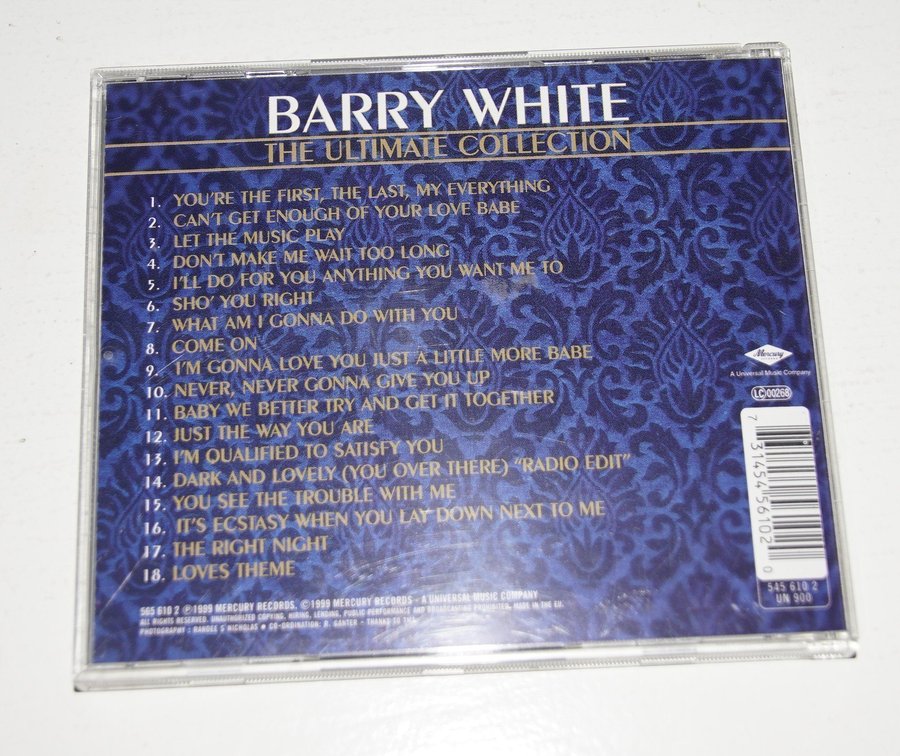 BARRY WHITE
THE ULTIMATE COLLECTION
1. YOU'RE THE FIRST, THE LAST, MY EVERYTHING
2. CAN'T GET ENOUGH OF YOUR LOVE BABE
3. LET THE MUSIC PLAY
4. DON'T MAKE ME WAIT TOO LONG
5. I'LL DO FOR YOU ANYTHING YOU WANT ME TO
6. SHO' YOU RIGHT
7. WHAT AM I GONNA DO WITH YOU
8. COME ON
9. I'M GONNA LOVE YOU JUST A LITTLE MORE BABE
10. NEVER, NEVER GONNA GIVE YOU UP
11. BABY WE BETTER TRY AND GET IT TOGETHER
12. JUST THE WAY YOU ARE
13. I'M QUALIFIED TO SATISFY YOU
14. DARK AND LOVELY (YOU OVER THERE) "RADIO EDIT"
15. YOU SEE THE TROUBLE WITH ME
16. IT'S ECSTASY WHEN YOU LAY DOWN NEXT TO ME
17. THE RIGHT NIGHT
18. LOVES THEME
Mercury
A Universal Music Company
LC 00268
7 31454 56102 0
545 610 2
UN 900
565 610 2 ℗ 1999 MERCURY RECORDS. © 1999 MERCURY RECORDS - A UNIVERSAL MUSIC COMPANY
ALL RIGHTS RESERVED. UNAUTHORIZED COPYING, HIRING, LENDING, PUBLIC PERFORMANCE AND BROADCASTING PROHIBITED. MADE IN THE EU.
PHOTOGRAPHY : RANDEE S NICHOLAS • CO-ORDINATION: R. GANTER - THANKS TO